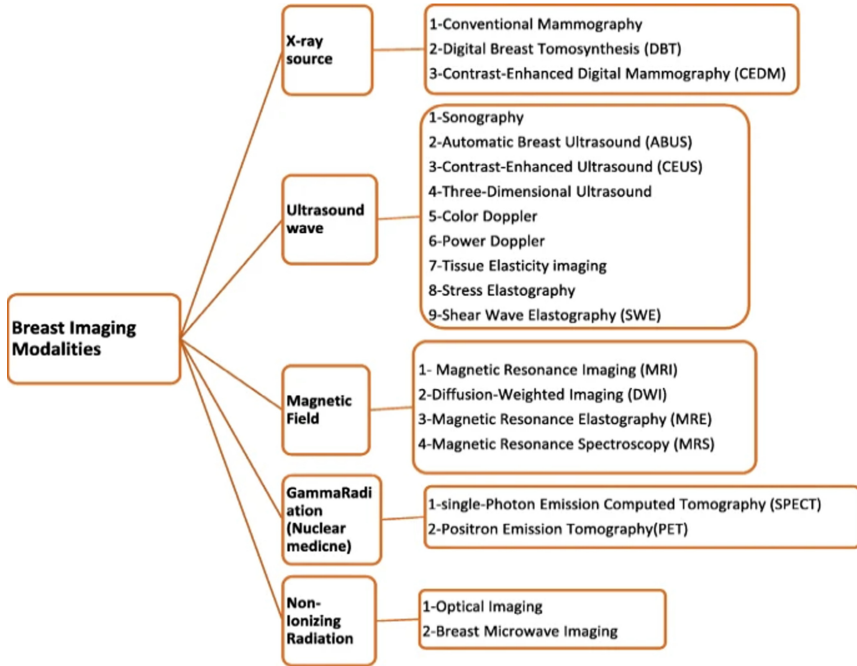 Breast Imaging
Modalities
X-ray
source
1-Conventional Mammography
2-Digital Breast Tomosynthesis (DBT)
3-Contrast-Enhanced Digital Mammography (CEDM)
Ultrasound
wave
1-Sonography
2-Automatic Breast Ultrasound (ABUS)
3-Contrast-Enhanced Ultrasound (CEUS)
4-Three-Dimensional Ultrasound
5-Color Doppler
6-Power Doppler
7-Tissue Elasticity imaging
8-Stress Elastography
9-Shear Wave Elastography (SWE)
Magnetic
Field
1- Magnetic Resonance Imaging (MRI)
2-Diffusion-Weighted Imaging (DWI)
3-Magnetic Resonance Elastography (MRE)
4-Magnetic Resonance Spectroscopy (MRS)
GammaRadi
ation
(Nuclear
medicne)
1-single-Photon Emission Computed Tomography (SPECT)
2-Positron Emission Tomography(PET)
Non-
Ionizing
Radiation
1-Optical Imaging
2-Breast Microwave Imaging